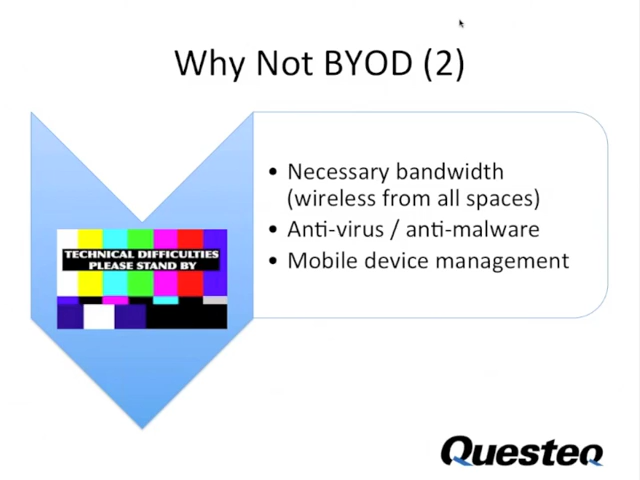 Why Not BYOD (2)
• Necessary bandwidth
(wireless from all spaces)
• Anti-virus / anti-malware
• Mobile device management
TECHNICAL DIFFICULTIES
PLEASE STAND BY
Questeq